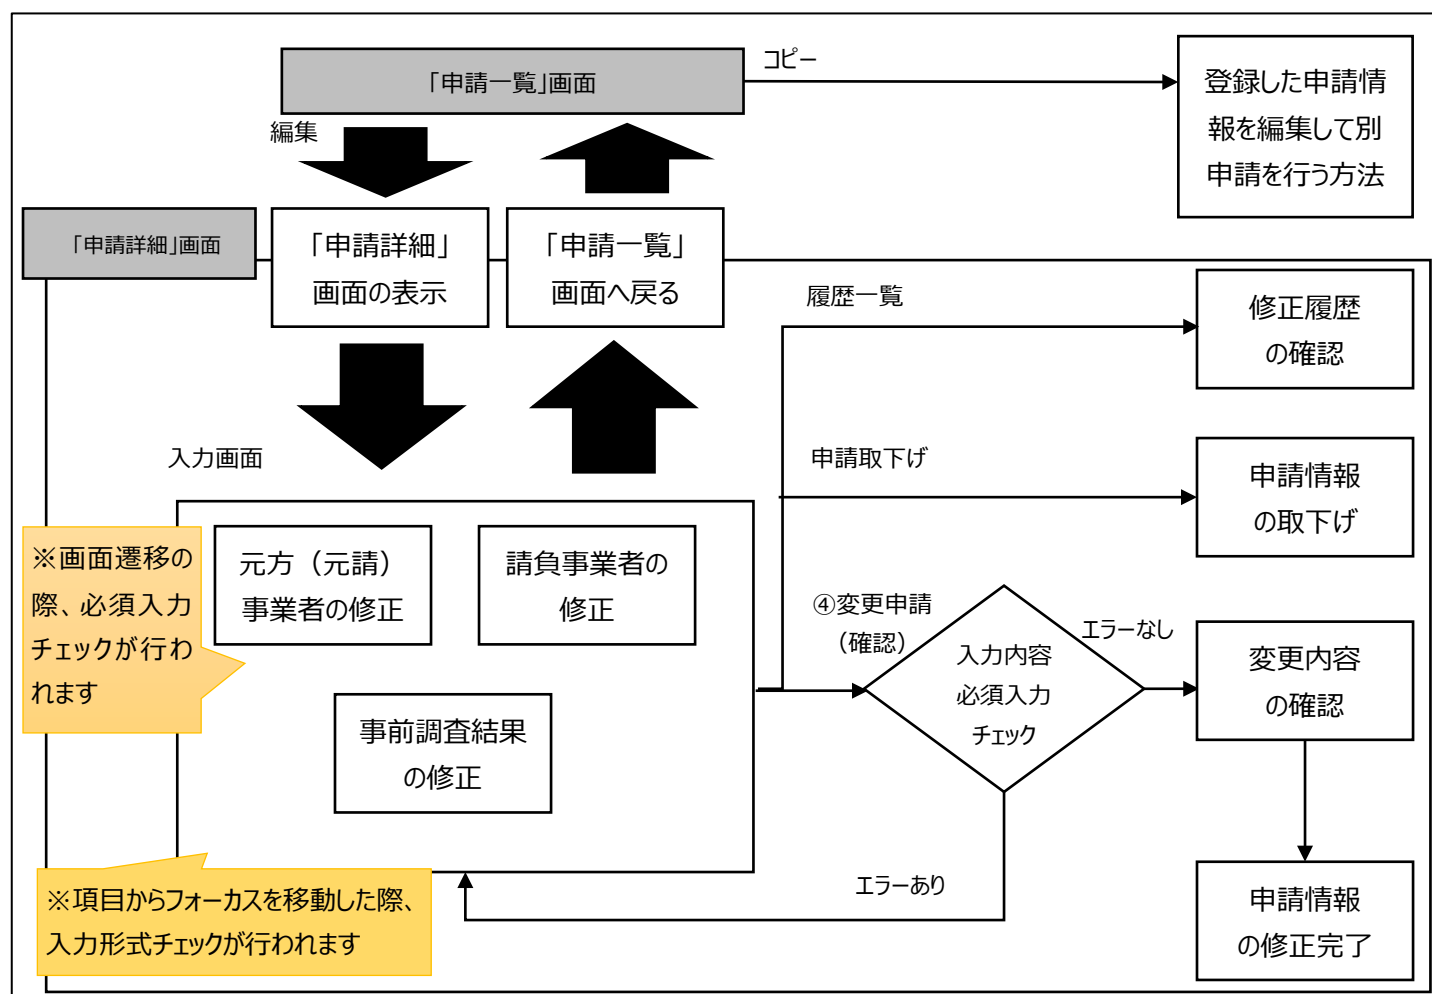 「申請一覧」画面
コピー
登録した申請情
報を編集して別
申請を行う方法
編集
「申請詳細」画面
「申請詳細」
画面の表示
「申請一覧」
画面へ戻る
履歴一覧
修正履歴
の確認
入力画面
申請取下げ
申請情報
の取下げ
※画面遷移の
際、必須入力
チェックが行わ
れます
元方（元請）
事業者の修正
請負事業者の
修正
事前調査結果
の修正
④変更申請
（確認）
入力内容
必須入力
チェック
エラーなし
変更内容
の確認
エラーあり
※項目からフォーカスを移動した際、
入力形式チェックが行われます
申請情報
の修正完了